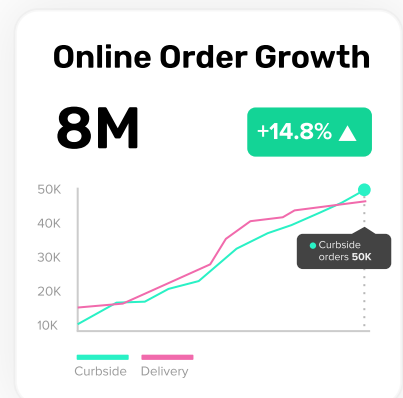 Online Order Growth
8M
+14.8% ▲
50K
40K
30K
20K
10K
Curbside
orders 50K
Curbside
Delivery